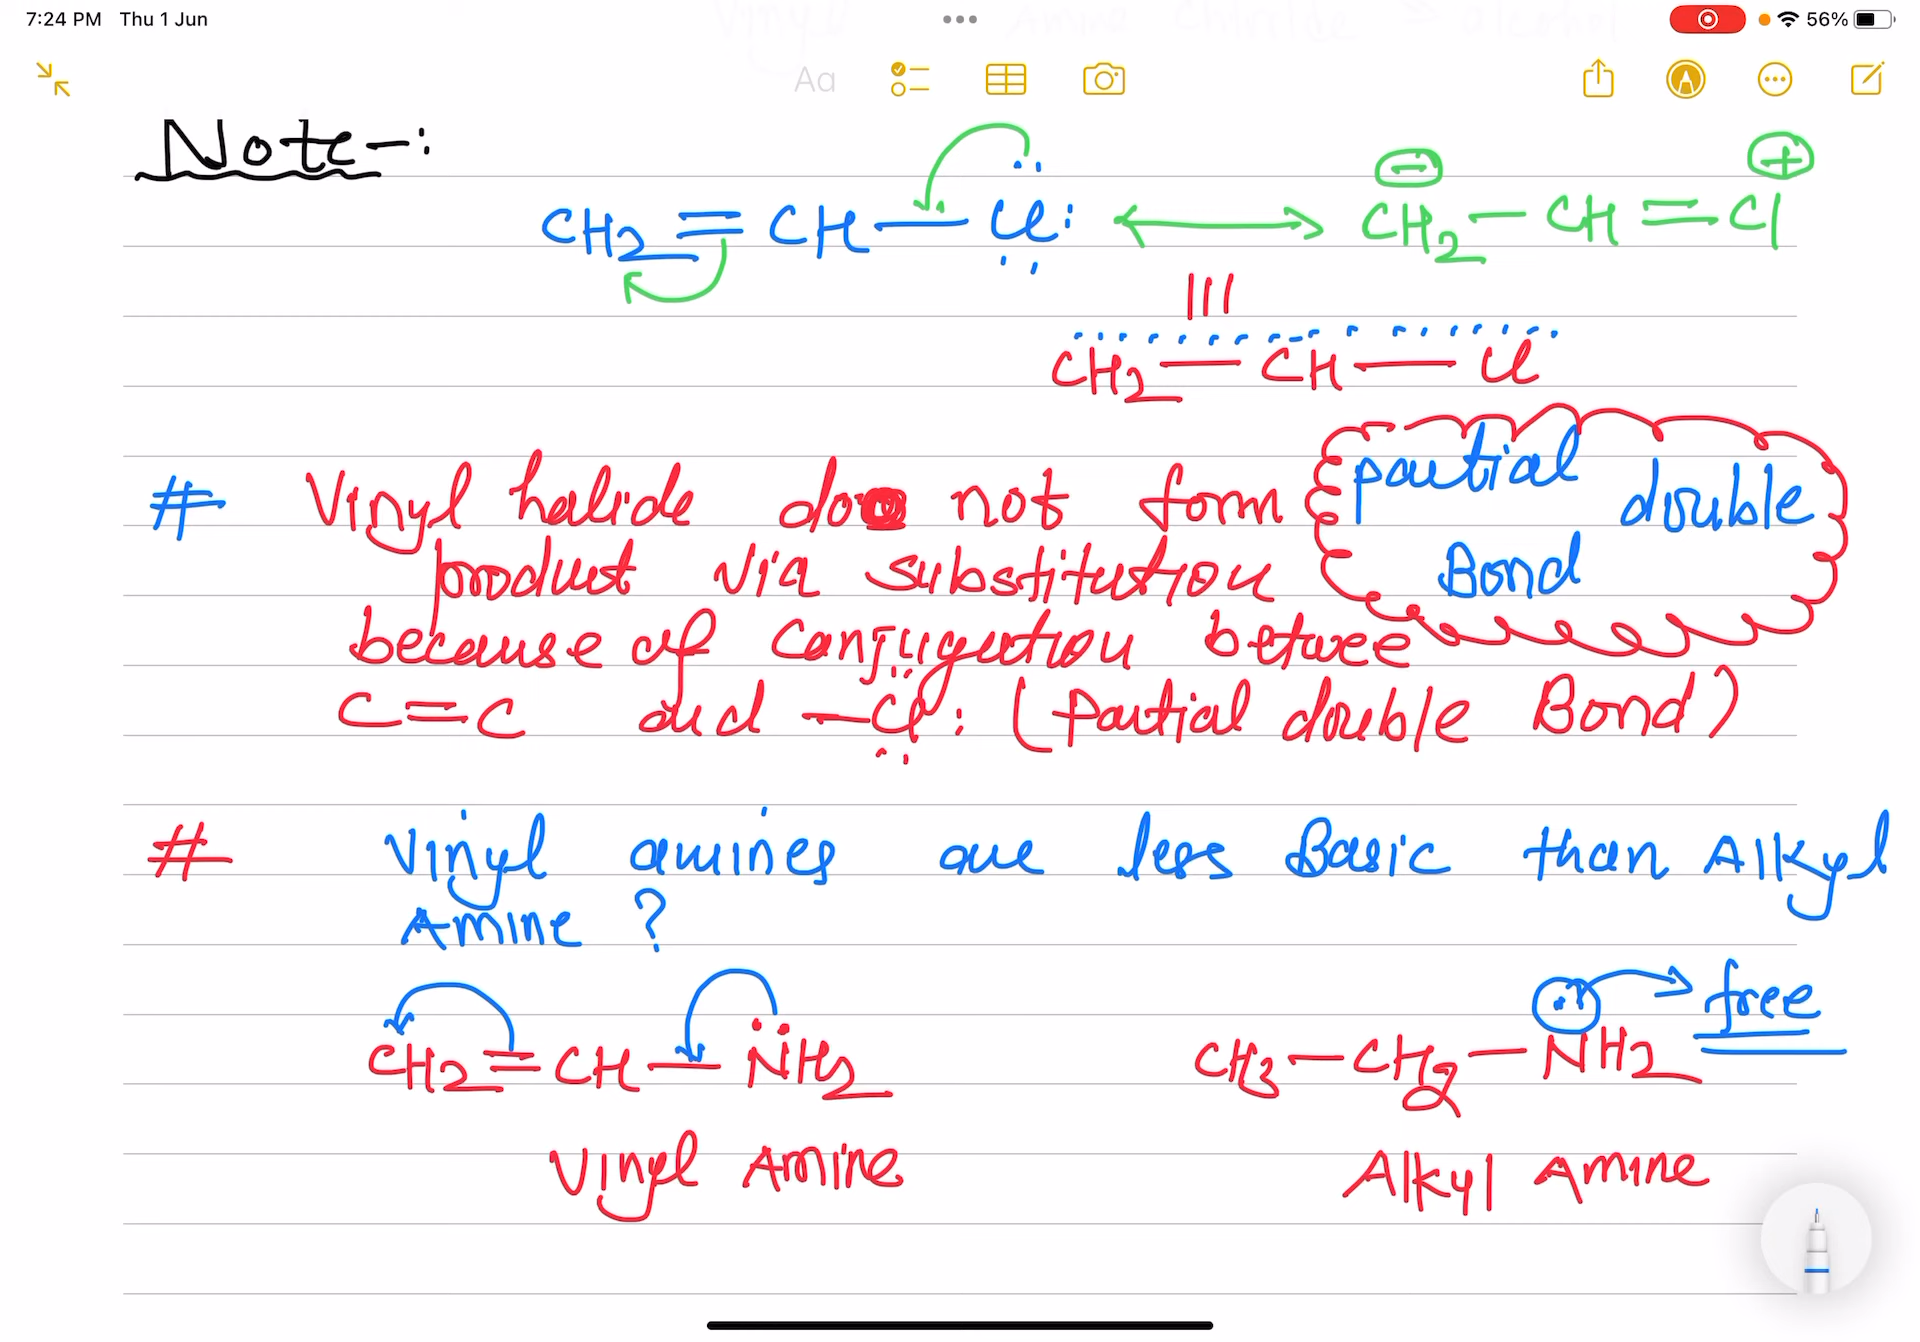 7:24 PM Thu 1 Jun
56%
Aa
Note-:
CH2=CH—Cl: ⟷ CH2—CH=Cl
CH2—CH—Cl
# Vinyl halide do not form
partial double
Bond
product via substitution
because of conjugation betwee
C=C and —Cl: (Partial double Bond)
# Vinyl amines are less Basic than Alkyl
Amine ?
free
CH2=CH—NH2 CH3—CH2—NH2
Vinyl Amine Alkyl Amine